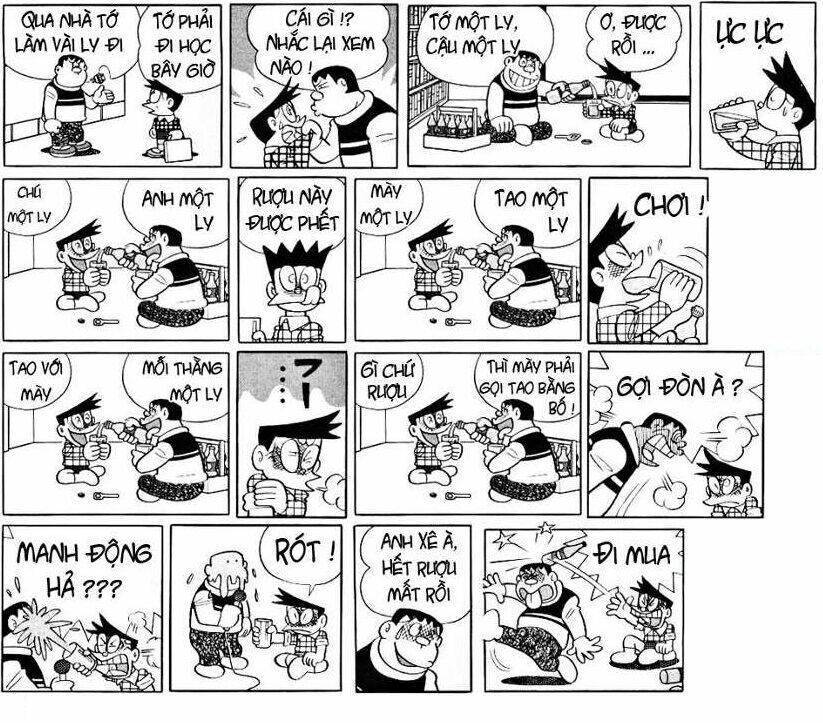 QUA NHÀ TỚ
LÀM VÀI LY ĐI
TỚ PHẢI
ĐI HỌC
BÂY GIỜ
CÁI GÌ !?
NHẮC LẠI XEM
NÀO !
TỚ MỘT LY,
CẬU MỘT LY
Ơ, ĐƯỢC
RỒI ...
ỰC ỰC
CHÚ
MỘT LY
ANH MỘT
LY
RƯỢU NÀY
ĐƯỢC PHẾT
MÀY
MỘT LY
TAO MỘT
LY
CHƠI !
TAO VỚI
MÀY
MỖI THẰNG
MỘT LY
フー……
GÌ CHỨ
RƯỢU
THÌ MÀY PHẢI
GỌI TAO BẰNG
BỐ !
GỢI ĐÒN À ?
MANH ĐỘNG
HẢ ???
RÓT !
ANH XÊ À,
HẾT RƯỢU
MẤT RỒI
ĐI MUA